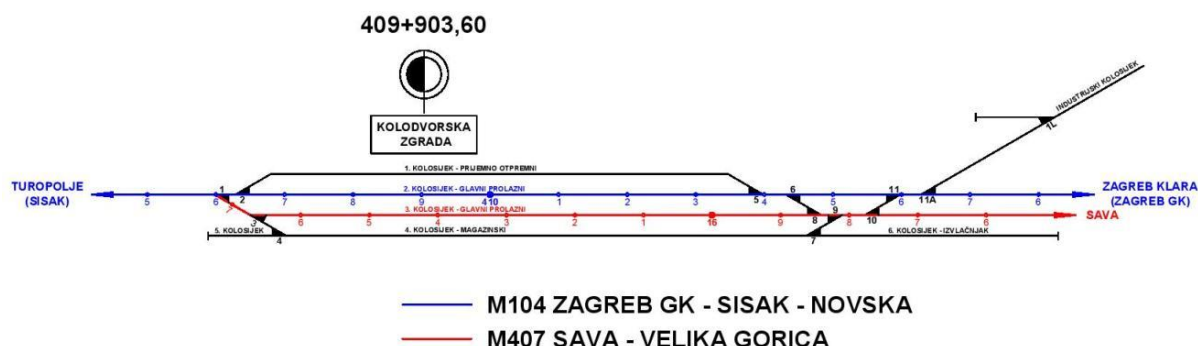 409+903,60
KOLODVORSKA
ZGRADA
INDUSTRIJSKI KOLOSIJEK
1L
1. KOLOSIJEK - PRIJEMNO OTPREMNI
TUROPOLJE
(SISAK)
1
2
2. KOLOSIJEK - GLAVNI PROLAZNI
5
6
11
11A
ZAGREB KLARA
(ZAGREB GK)
5 6 7 8 9 410 1 2 3 4 5 6 7 6
3. KOLOSIJEK - GLAVNI PROLAZNI
9
SAVA
7 3 6 5 4 3 2 1 16 9 8 8 10 7 6
5. KOLOSIJEK
4
4. KOLOSIJEK - MAGAZINSKI
7
6. KOLOSIJEK - IZVLAČNJAK
M104 ZAGREB GK - SISAK - NOVSKA
M407 SAVA - VELIKA GORICA